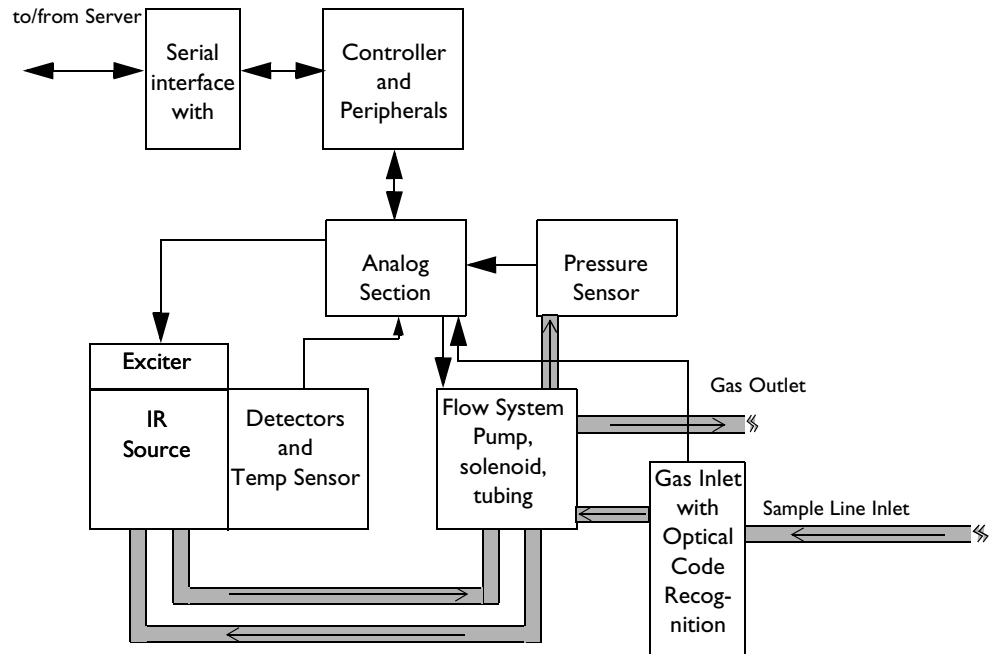 to/from Server
Serial
interface
with
Controller
and
Peripherals
Analog
Section
Pressure
Sensor
Exciter
IR
Source
Detectors
and
Temp Sensor
Flow System
Pump,
solenoid,
tubing
Gas Outlet
Gas Inlet
with
Optical
Code
Recog-
nition
Sample Line Inlet